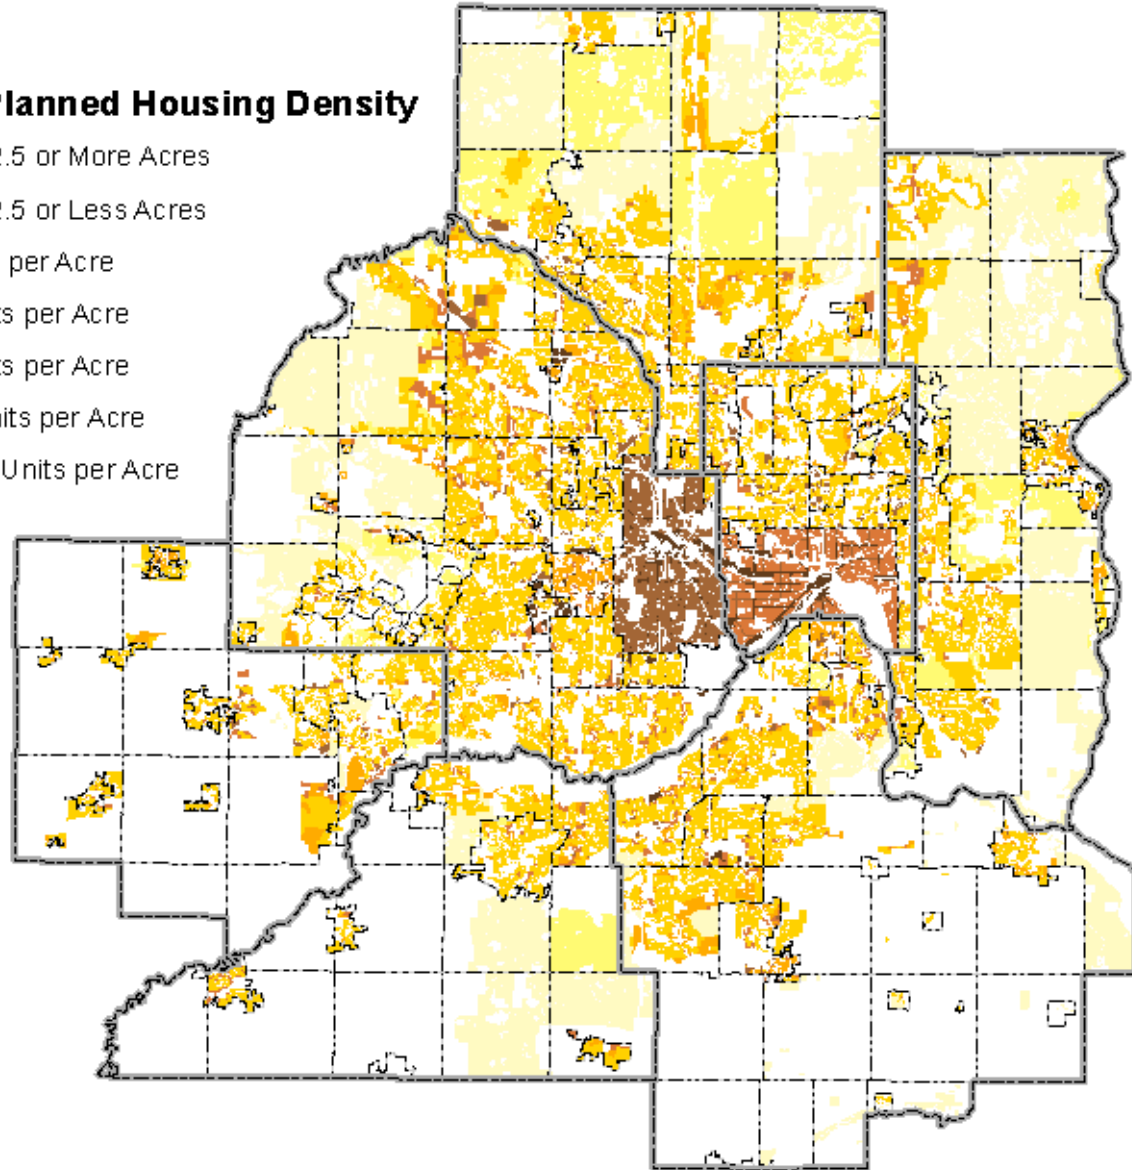 lanned Housing Density
2.5 or More Acres
2.5 or Less Acres
per Acre
ts per Acre
ts per Acre
nits per Acre
Units per Acre